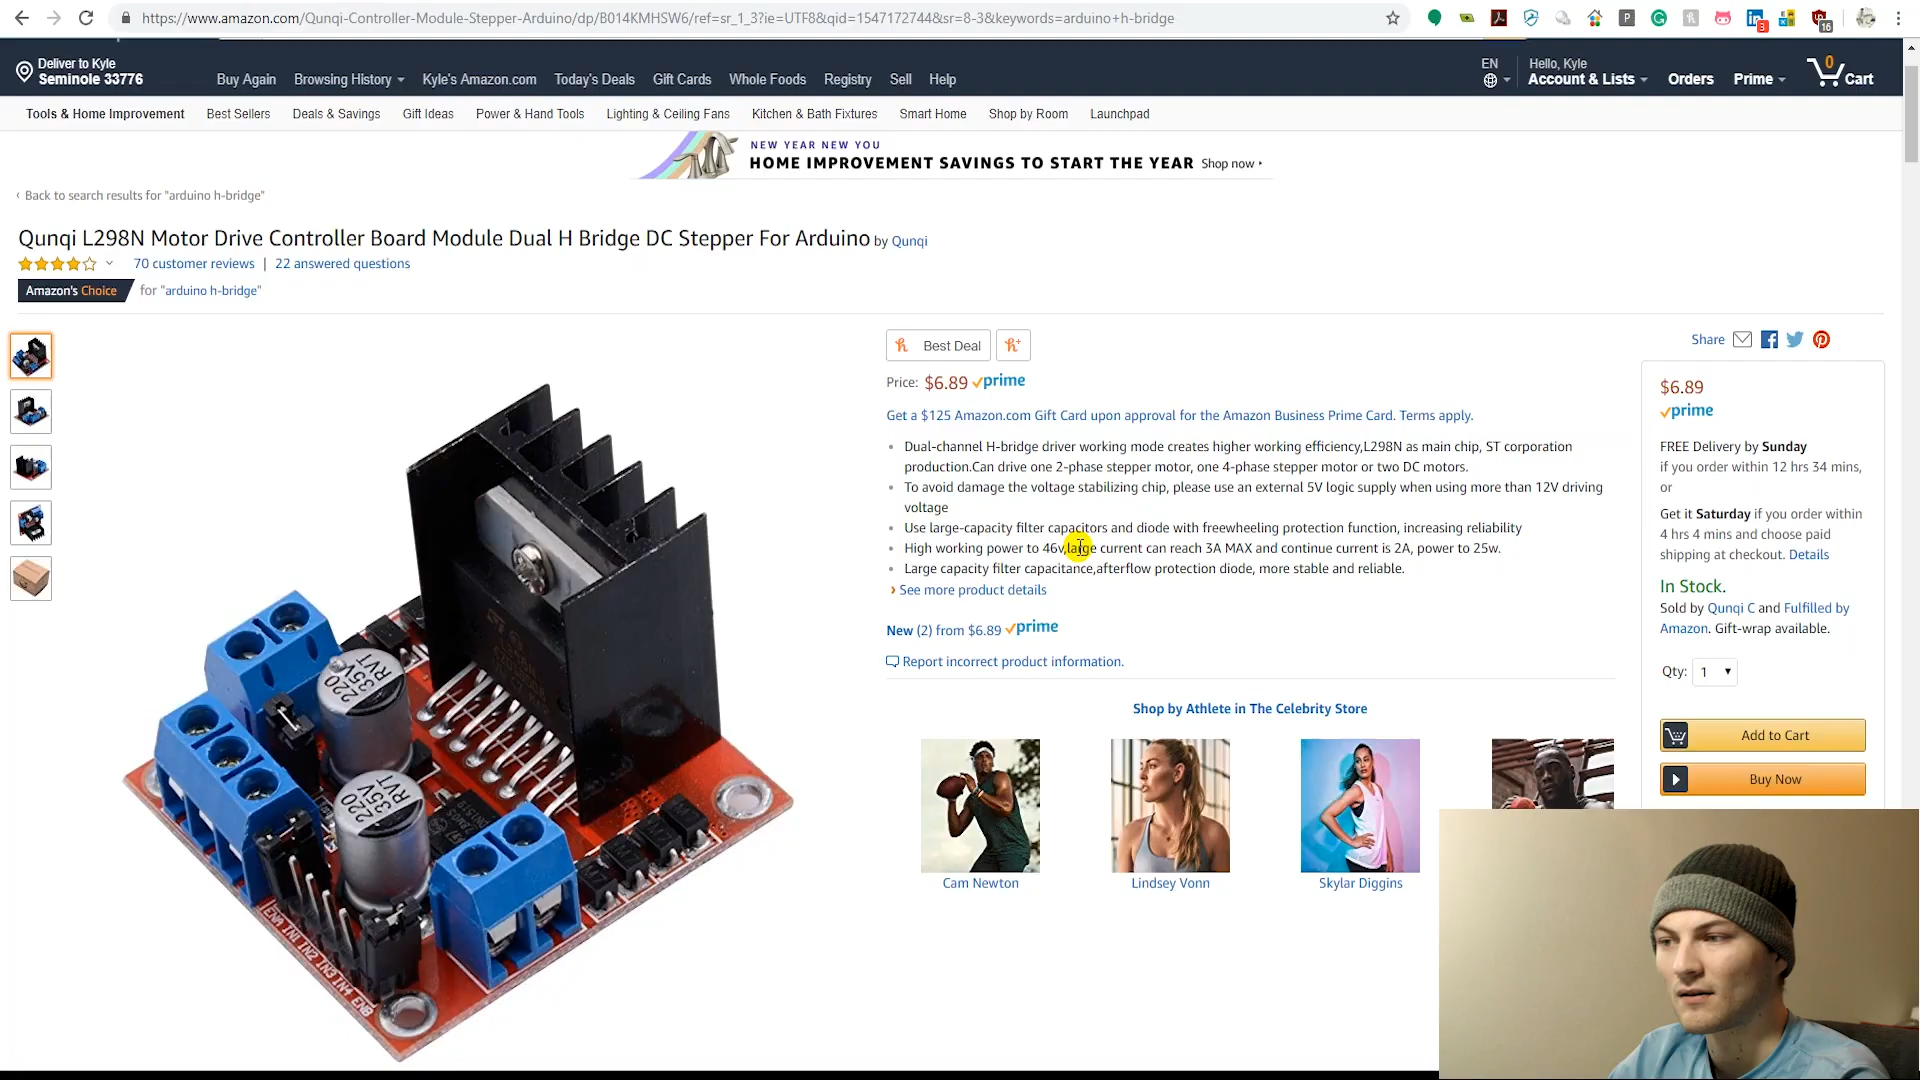 https://www.amazon.com/Qunqi-Controller-Module-Stepper-Arduino/dp/B014KMHSW6/ref=sr_1_3?ie=UTF8&qid=1547172744&sr=8-3&keywords=arduino+h-bridge
3
16
Deliver to Kyle
Seminole 33776
Buy Again Browsing History Kyle's Amazon.com Today's Deals Gift Cards Whole Foods Registry Sell Help
EN
Hello, Kyle
Account & Lists Orders Prime 0 Cart
Tools & Home Improvement Best Sellers Deals & Savings Gift Ideas Power & Hand Tools Lighting & Ceiling Fans Kitchen & Bath Fixtures Smart Home Shop by Room Launchpad
NEW YEAR NEW YOU
HOME IMPROVEMENT SAVINGS TO START THE YEAR Shop now ›
‹ Back to search results for "arduino h-bridge"
Qunqi L298N Motor Drive Controller Board Module Dual H Bridge DC Stepper For Arduino by Qunqi
70 customer reviews | 22 answered questions
Amazon's Choice for "arduino h-bridge"
Best Deal
Price: $6.89 prime
Get a $125 Amazon.com Gift Card upon approval for the Amazon Business Prime Card. Terms apply.
• Dual-channel H-bridge driver working mode creates higher working efficiency,L298N as main chip, ST corporation
production.Can drive one 2-phase stepper motor, one 4-phase stepper motor or two DC motors.
• To avoid damage the voltage stabilizing chip, please use an external 5V logic supply when using more than 12V driving
voltage
• Use large-capacity filter capacitors and diode with freewheeling protection function, increasing reliability
• High working power to 46v,large current can reach 3A MAX and continue current is 2A, power to 25w.
• Large capacity filter capacitance,afterflow protection diode, more stable and reliable.
› See more product details
New (2) from $6.89 prime
Report incorrect product information.
Shop by Athlete in The Celebrity Store
Cam Newton
Lindsey Vonn
Skylar Diggins
Share
$6.89
prime
FREE Delivery by Sunday
if you order within 12 hrs 34 mins,
or
Get it Saturday if you order within
4 hrs 4 mins and choose paid
shipping at checkout. Details
In Stock.
Sold by Qunqi C and Fulfilled by
Amazon. Gift-wrap available.
Qty: 1
Add to Cart
Buy Now
220
35V
RVT
220
35V
RVT
ENA IN1 IN2 IN3 IN4 ENB